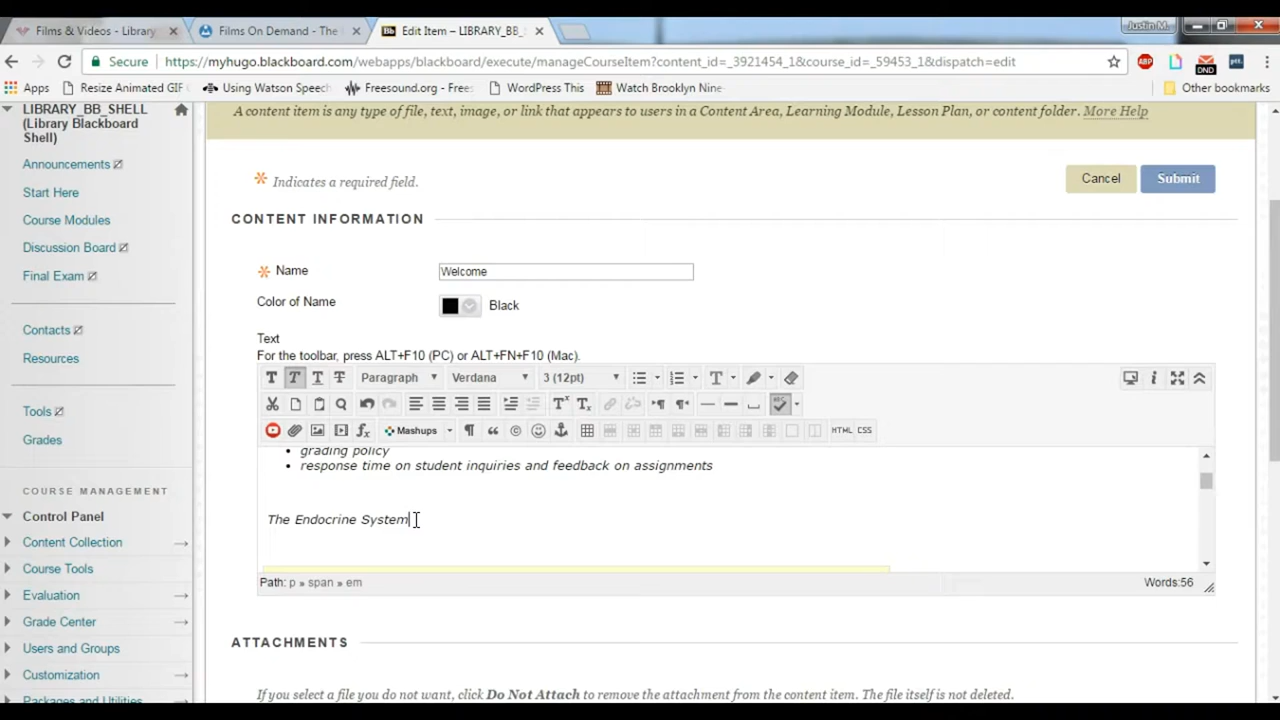 Films & Videos - Library
Films On Demand - The
Bb
Edit Item – LIBRARY_BB_
Justin M.
Secure
https://myhugo.blackboard.com/webapps/blackboard/execute/manageCourseItem?content_id=_3921454_1&course_id=_59453_1&dispatch=edit
ABP
DND
Apps
Resize Animated GIF
Using Watson Speech
Freesound.org - Frees
WordPress This
Watch Brooklyn Nine-
Other bookmarks
LIBRARY_BB_SHELL
(Library Blackboard
Shell)
Announcements
Start Here
Course Modules
Discussion Board
Final Exam
Contacts
Resources
Tools
Grades
COURSE MANAGEMENT
Control Panel
Content Collection
Course Tools
Evaluation
Grade Center
Users and Groups
Customization
Packages and Utilities
A content item is any type of file, text, image, or link that appears to users in a Content Area, Learning Module, Lesson Plan, or content folder. More Help
Indicates a required field.
Cancel
Submit
CONTENT INFORMATION
Name
Welcome
Color of Name
Black
Text
For the toolbar, press ALT+F10 (PC) or ALT+FN+F10 (Mac).
T T T T Paragraph Verdana 3 (12pt)
Mashups
HTML CSS
• grading policy
• response time on student inquiries and feedback on assignments
The Endocrine System
Path: p » span » em
Words:56
ATTACHMENTS
If you select a file you do not want, click Do Not Attach to remove the attachment from the content item. The file itself is not deleted.